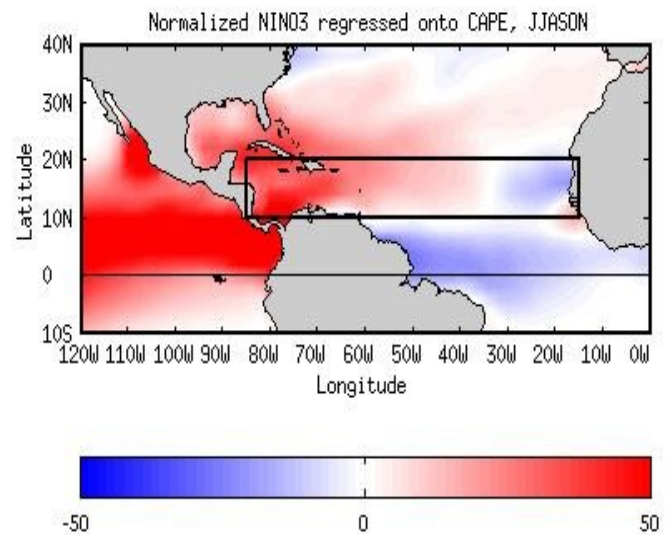 Normalized NINO3 regressed onto CAPE, JJASON
40N
30N
20N
10N
0
10S
Latitude
120W 110W 100W 90W 80W 70W 60W 50W 40W 30W 20W 10W 0W
Longitude
-50 0 50